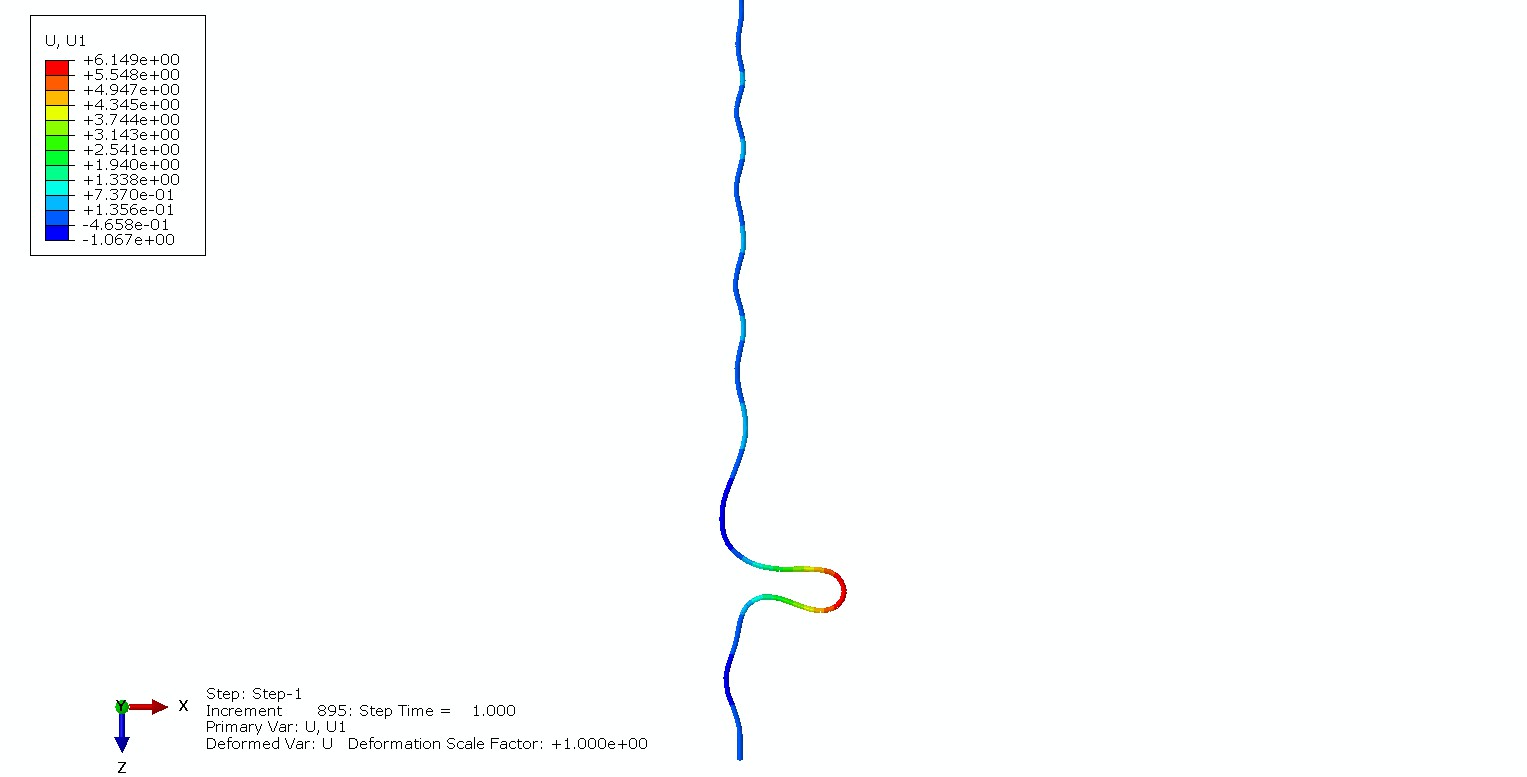 U, U1
+6.149e+00
+5.548e+00
+4.947e+00
+4.345e+00
+3.744e+00
+3.143e+00
+2.541e+00
+1.940e+00
+1.338e+00
+7.370e-01
+1.356e-01
-4.658e-01
-1.067e+00
Y
X
Z
Step: Step-1
Increment 895: Step Time = 1.000
Primary Var: U, U1
Deformed Var: U Deformation Scale Factor: +1.000e+00